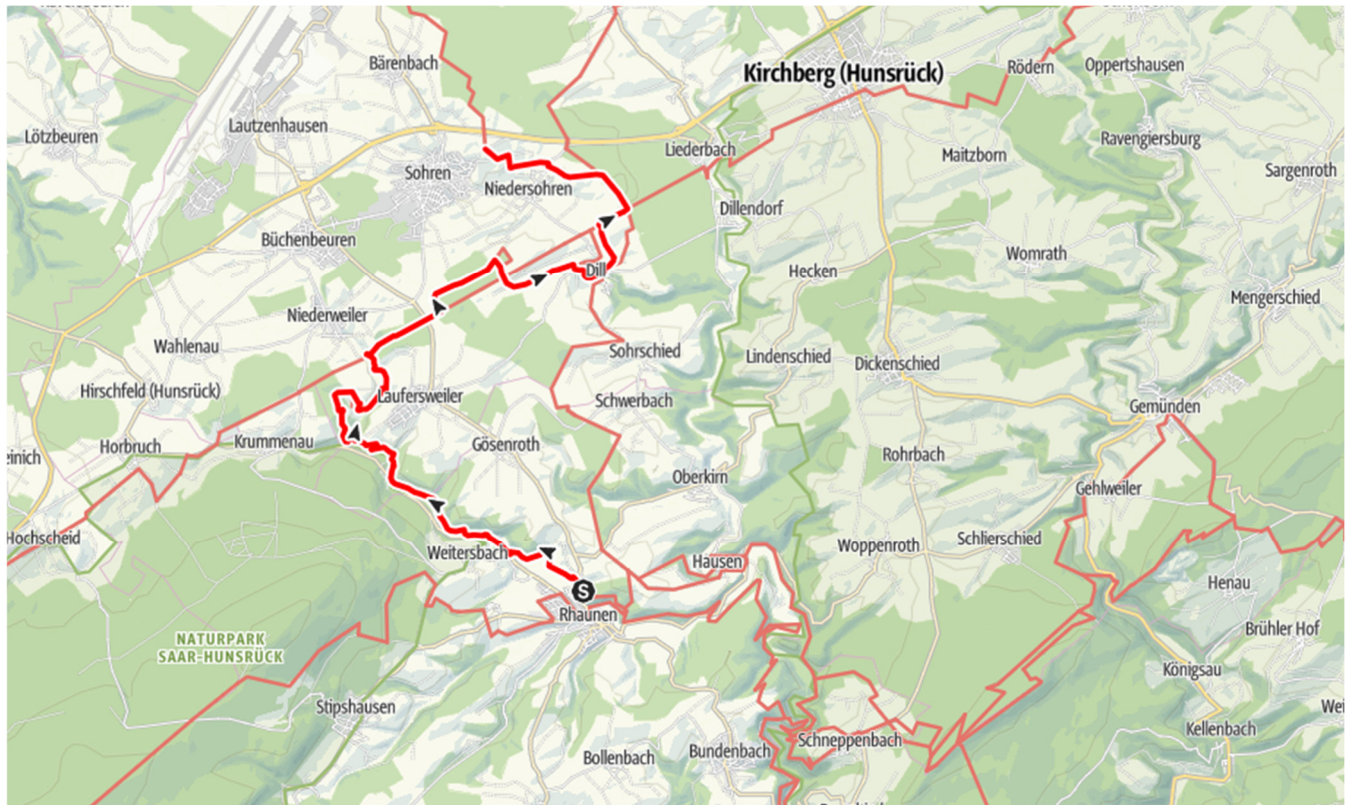 Bärenbach
Kirchberg (Hunsrück)
Rödern
Oppertshausen
Lötzbeuren
Lautzenhausen
Liederbach
Ravengiersburg
Maitzborn
Sargenroth
Sohren
Niedersohren
Dillendorf
Büchenbeuren
Womrath
Dill
Hecken
Mengerschied
Niederweiler
Wahlenau
Sohrschied
Lindenschied
Dickenschied
Hirschfeld (Hunsrück)
Laufersweiler
Schwerbach
Gemünden
Horbruch
Krummenau
Gösenroth
einich
Rohrbach
Oberkirn
Gehlweiler
Hochscheid
Weitersbach
Hausen
Woppenroth
Schlierschied
S
Henau
Rhaunen
Brühler Hof
NATURPARK
SAAR-HUNSRÜCK
Königsau
Stipshausen
Wei
Kellenbach
Schneppenbach
Bundenbach
Bollenbach